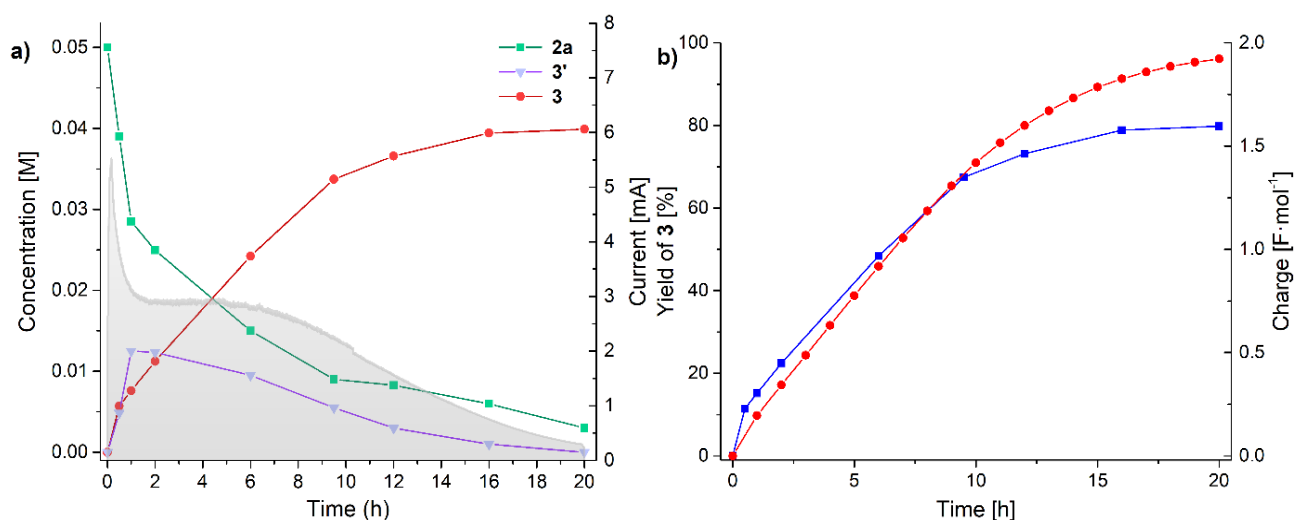 a)
Concentration [M]
0.05
0.04
0.03
0.02
0.01
0.00
2a
3'
3
8
7
6
5
4
3
2
1
0
Current [mA]
0 2 4 6 8 10 12 14 16 18 20
Time (h)
b)
Yield of 3 [%]
100
80
60
40
20
0
2.0
1.5
1.0
0.5
0.0
Charge [F·mol⁻¹]
0 5 10 15 20
Time [h]